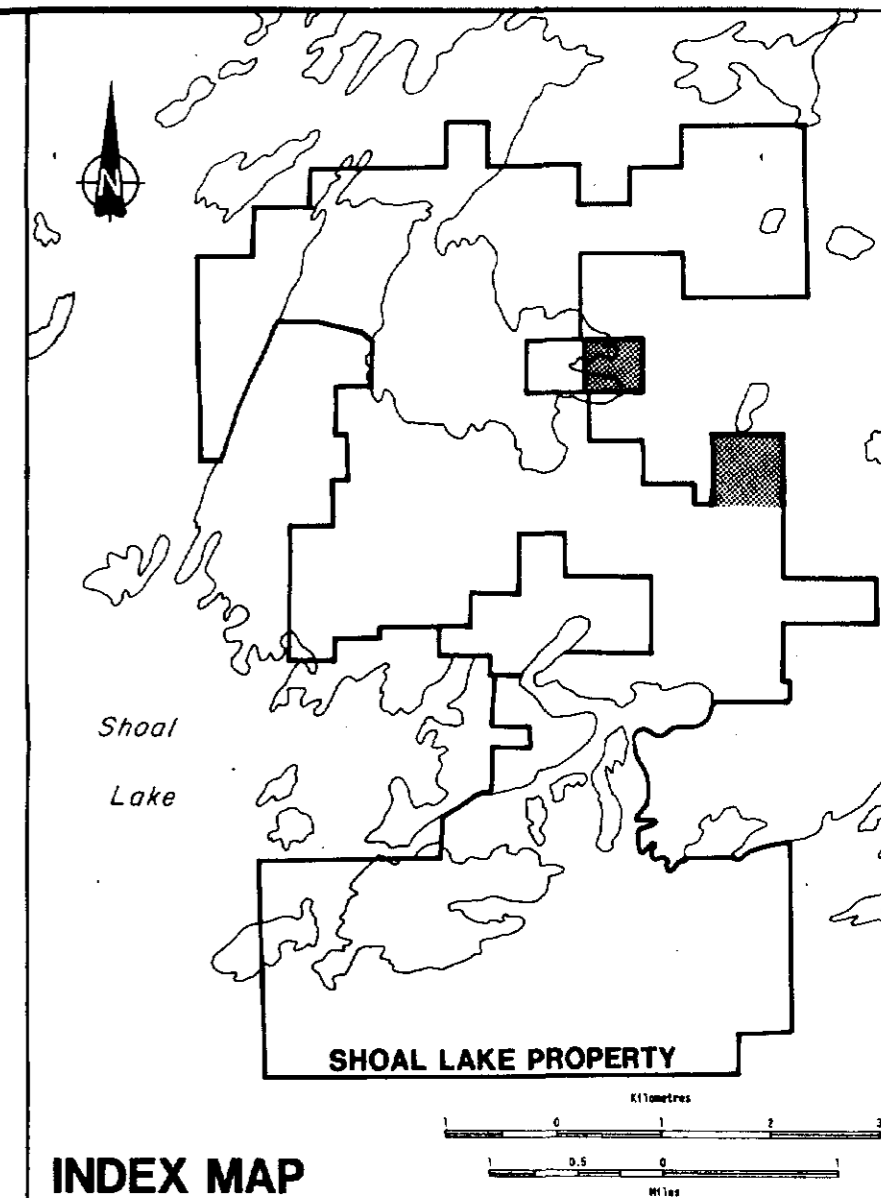 N
Shoal
Lake
SHOAL LAKE PROPERTY
Kilometres
1 0 1 2 3
1 0.5 0 1
Miles
INDEX MAP